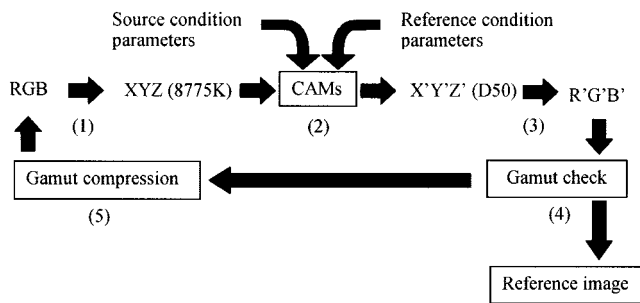 Source condition
parameters
Reference condition
parameters
RGB
XYZ (8775K)
CAMs
X'Y'Z' (D50)
R'G'B'
(1)
(2)
(3)
Gamut compression
Gamut check
(5)
(4)
Reference image